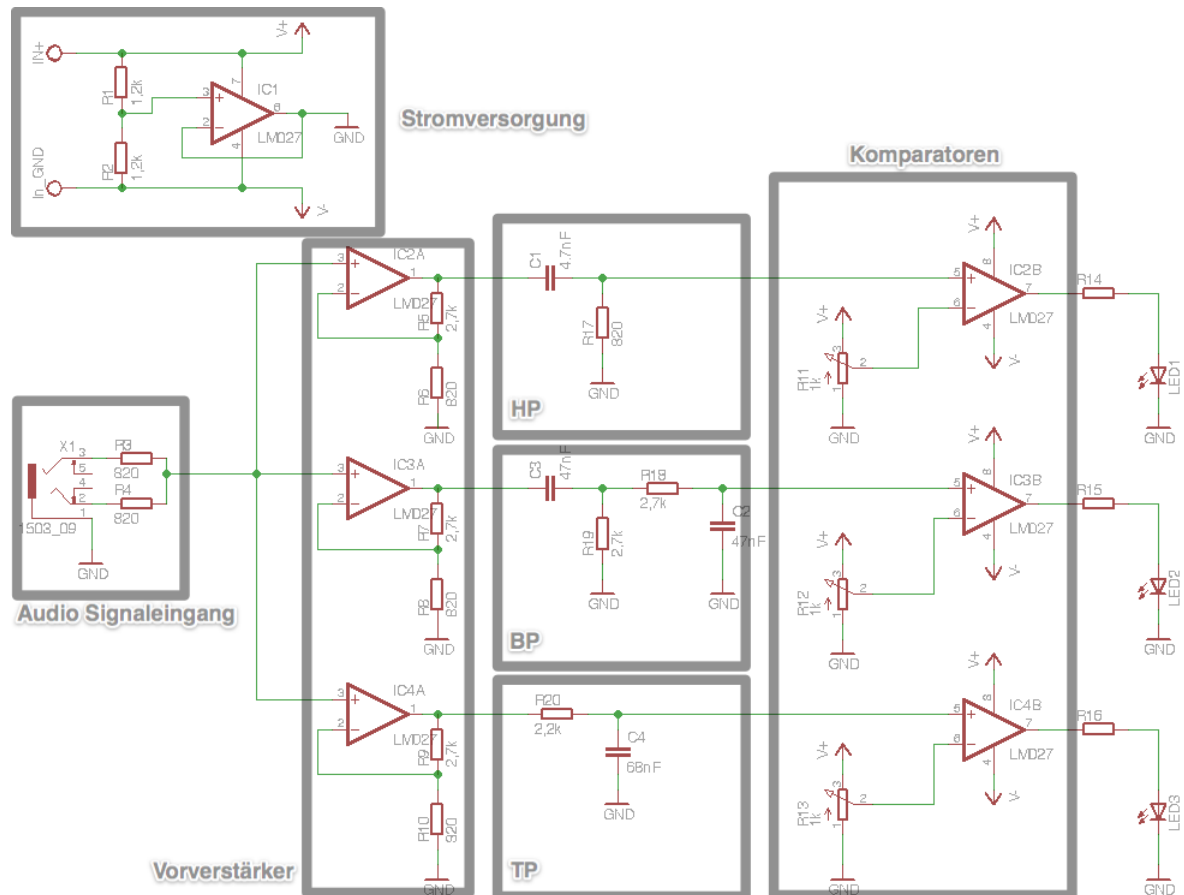 IN+
V+
R1
1,2k
3
2
7
4
6
IC1
LM027
GND
R2
1,2k
In_GND
V-
Stromversorgung
Komparatoren
3
2
IC2A
1
LM027
R5
2,7k
R6
820
GND
C1
4.7nF
R17
820
GND
HP
V+
8
5
6
IC2B
7
LM027
4
V-
V+
R11
1k
3
2
1
GND
R14
LED1
GND
X1
3
5
4
2
1
R3
820
R4
820
1503_09
GND
Audio Signaleingang
3
2
IC3A
1
LM027
R7
2,7k
R8
820
GND
C3
47nF
R19
2,7k
GND
R18
2,7k
C2
47nF
GND
BP
V+
8
5
6
IC3B
7
LM027
4
V-
V+
R12
1k
3
2
1
GND
R15
LED2
GND
3
2
IC4A
1
LM027
R9
2,7k
R10
820
GND
Vorverstärker
R20
2,2k
C4
68nF
GND
TP
V+
8
5
6
IC4B
7
LM027
4
V-
V+
R13
1k
3
2
1
GND
R16
LED3
GND